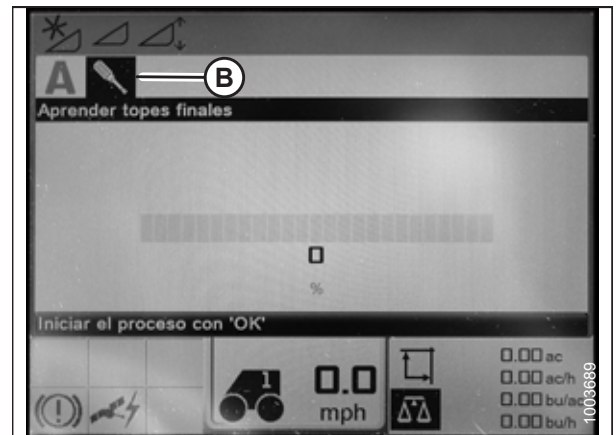 A
B
Aprender topes finales
0
%
Iniciar el proceso con 'OK'
1
0.0
mph
0.00 ac
0.00 ac/h
0.00 bu/ac
0.00 bu/h
1003689